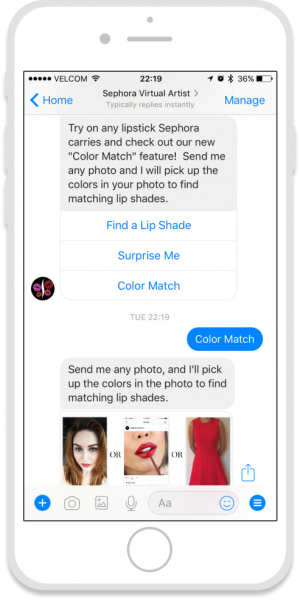 VELCOM 22:19 36%
Home Sephora Virtual Artist Manage
Typically replies instantly
Try on any lipstick Sephora
carries and check out our new
"Color Match" feature! Send me
any photo and I will pick up the
colors in your photo to find
matching lip shades.
Find a Lip Shade
Surprise Me
Color Match
TUE 22:19
Color Match
Send me any photo, and I'll pick
up the colors in the photo to find
matching lip shades.
OR OR
Aa